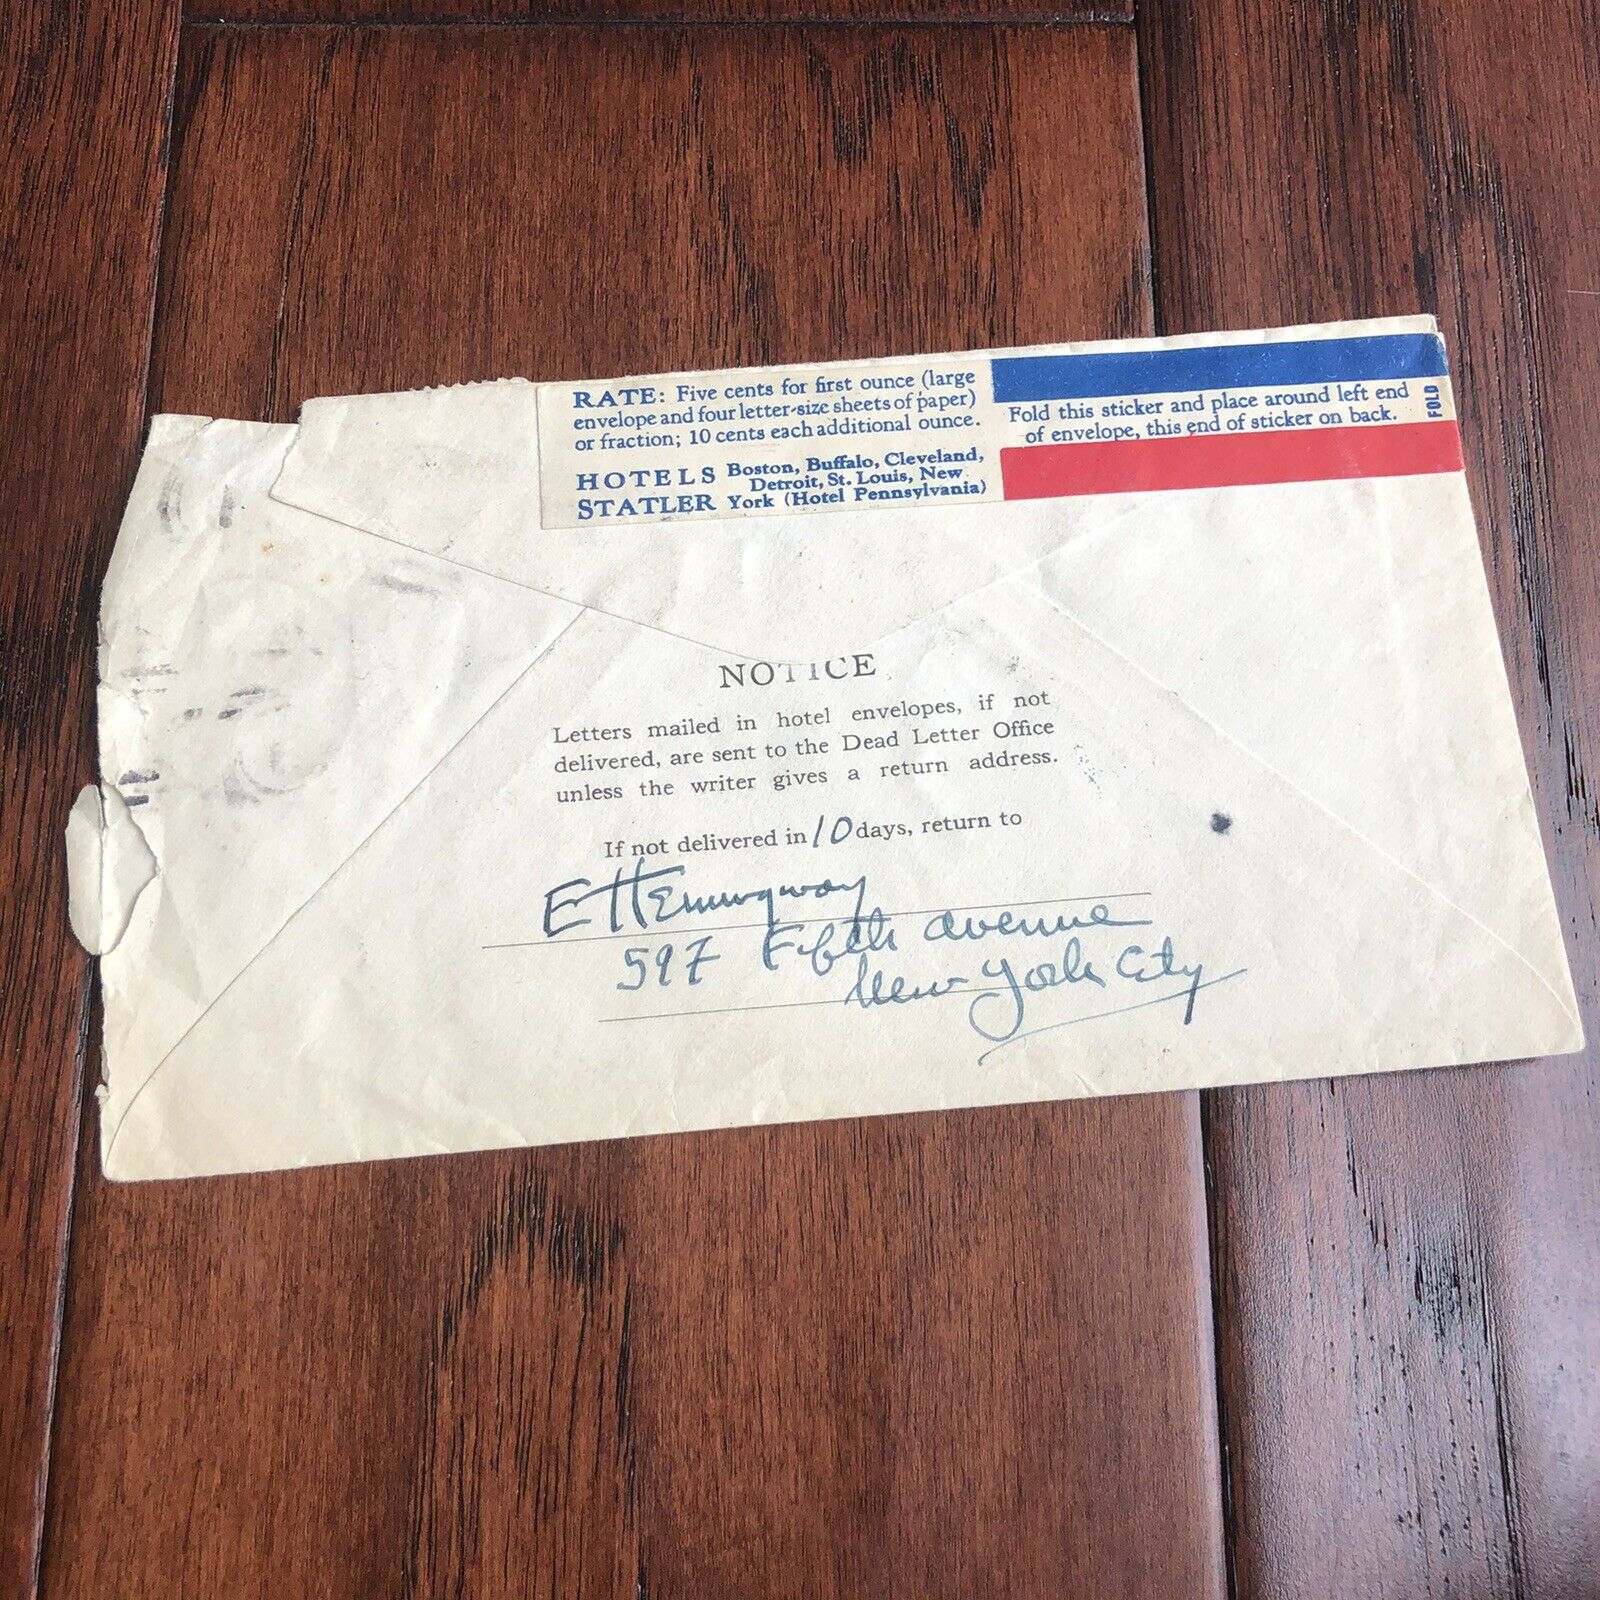 RATE: Five cents for first ounce (large
envelope and four letter-size sheets of paper)
or fraction; 10 cents each additional ounce.
HOTELS Boston, Buffalo, Cleveland,
Detroit, St. Louis, New
STATLER York (Hotel Pennsylvania)
Fold this sticker and place around left end
of envelope, this end of sticker on back.
FOLD
NOTICE
Letters mailed in hotel envelopes, if not
delivered, are sent to the Dead Letter Office
unless the writer gives a return address.
If not delivered in 10 days, return to
E Hemingway
597 Fifth avenue
New York City